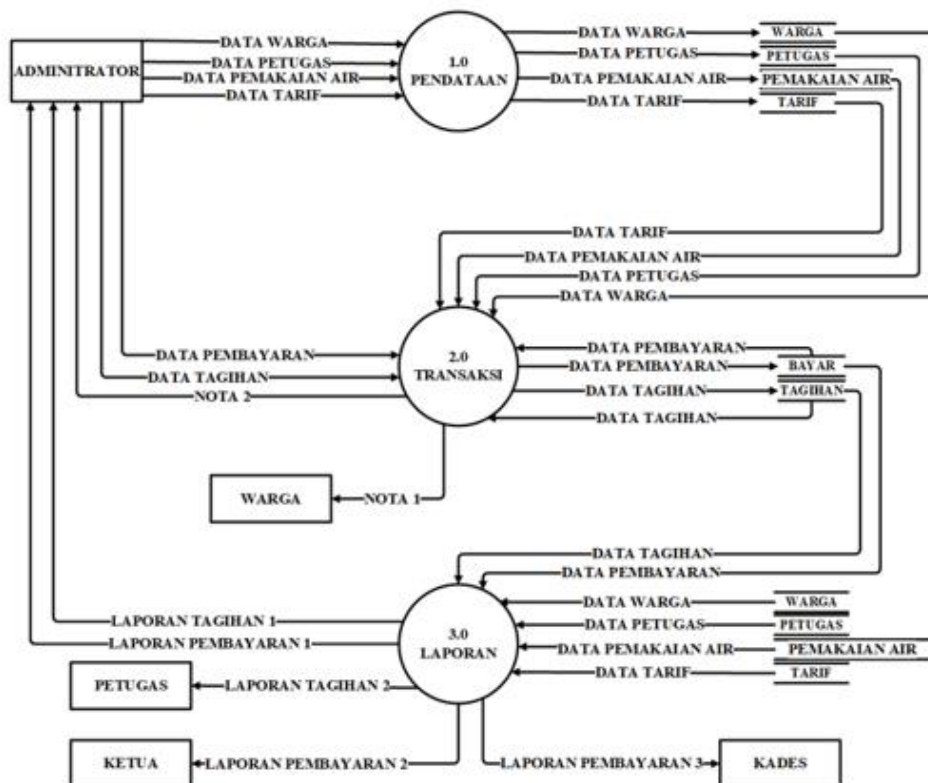 ADMINITRATOR
DATA WARGA
DATA PETUGAS
DATA PEMAKAIAN AIR
DATA TARIF
1.0
PENDATAAN
DATA WARGA
DATA PETUGAS
DATA PEMAKAIAN AIR
DATA TARIF
WARGA
PETUGAS
PEMAKAIAN AIR
TARIF
DATA TARIF
DATA PEMAKAIAN AIR
DATA PETUGAS
DATA WARGA
DATA PEMBAYARAN
DATA TAGIHAN
NOTA 2
2.0
TRANSAKSI
DATA PEMBAYARAN
DATA PEMBAYARAN
DATA TAGIHAN
DATA TAGIHAN
BAYAR
TAGIHAN
WARGA
NOTA 1
DATA TAGIHAN
DATA PEMBAYARAN
LAPORAN TAGIHAN 1
LAPORAN PEMBAYARAN 1
3.0
LAPORAN
DATA WARGA
DATA PETUGAS
DATA PEMAKAIAN AIR
DATA TARIF
WARGA
PETUGAS
PEMAKAIAN AIR
TARIF
PETUGAS
LAPORAN TAGIHAN 2
KETUA
LAPORAN PEMBAYARAN 2
LAPORAN PEMBAYARAN 3
KADES